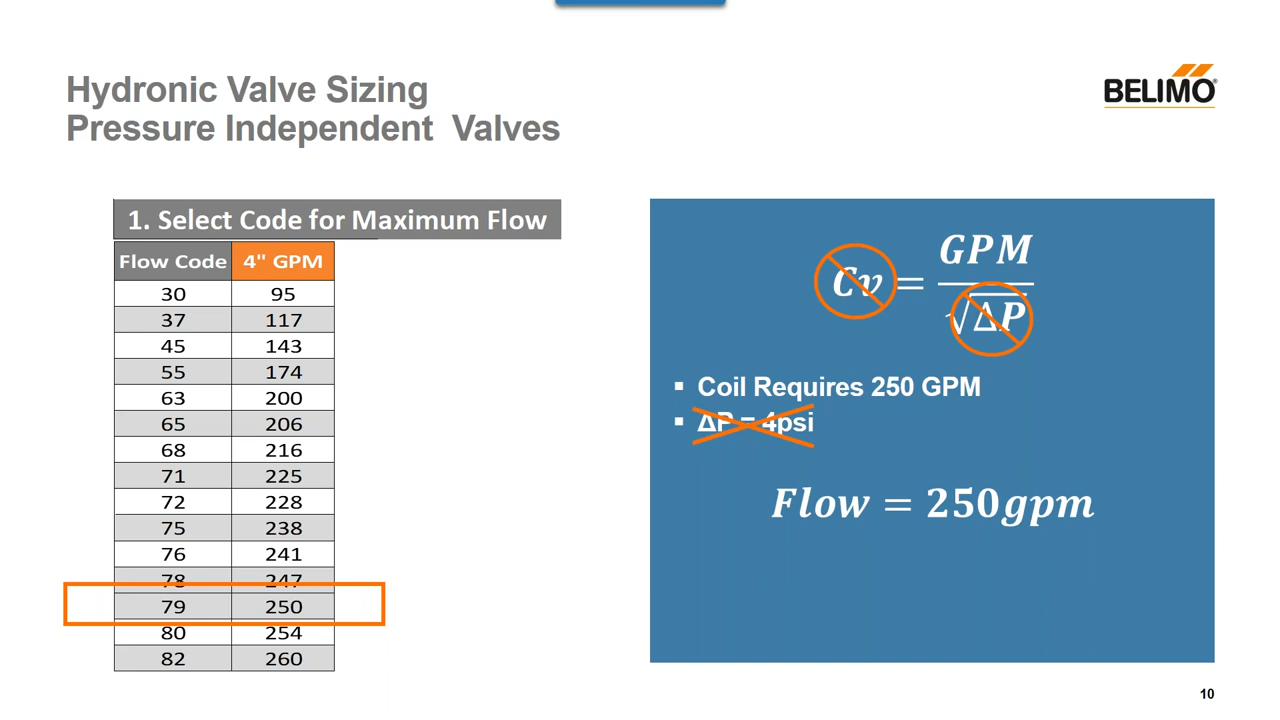 Hydronic Valve Sizing
Pressure Independent Valves
BELIMO
1. Select Code for Maximum Flow
Flow Code 4" GPM
30 95
37 117
45 143
55 174
63 200
65 206
68 216
71 225
72 228
75 238
76 241
78 247
79 250
80 254
82 260
Cv = GPM / √ΔP
▪ Coil Requires 250 GPM
▪ ΔP = 4psi
Flow = 250gpm
10